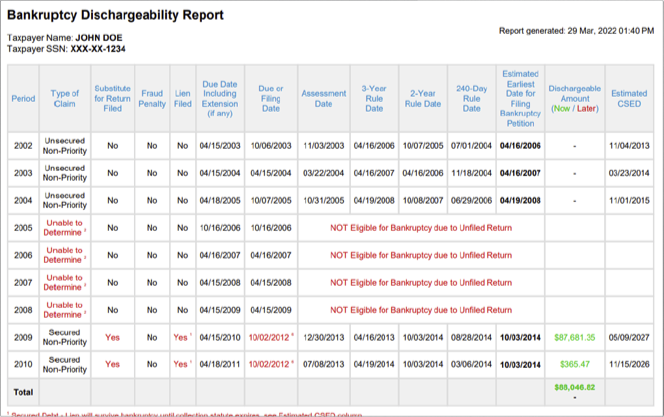 Bankruptcy Dischargeability Report
Taxpayer Name: JOHN DOE
Report generated: 29 Mar, 2022 01:40 PM
Taxpayer SSN: XXX-XX-1234
Period | Type of Claim | Substitute for Return Filed | Fraud Penalty | Lien Filed | Due Date Including Extension (if any) | Due or Filing Date | Assessment Date | 3-Year Rule Date | 2-Year Rule Date | 240-Day Rule Date | Estimated Earliest Date for Filing Bankruptcy Petition | Dischargeable Amount (Now / Later) | Estimated CSED
2002 | Unsecured Non-Priority | No | No | No | 04/15/2003 | 10/06/2003 | 11/03/2003 | 04/16/2006 | 10/07/2005 | 07/01/2004 | 04/16/2006 | - | 11/04/2013
2003 | Unsecured Non-Priority | No | No | No | 04/15/2004 | 04/15/2004 | 03/22/2004 | 04/16/2007 | 04/16/2006 | 11/18/2004 | 04/16/2007 | - | 03/23/2014
2004 | Unsecured Non-Priority | No | No | No | 04/18/2005 | 10/07/2005 | 10/31/2005 | 04/19/2008 | 10/08/2007 | 06/29/2006 | 04/19/2008 | - | 11/01/2015
2005 | Unable to Determine ² | No | No | No | 10/16/2006 | 10/16/2006 | NOT Eligible for Bankruptcy due to Unfiled Return
2006 | Unable to Determine ² | No | No | No | 04/16/2007 | 04/16/2007 | NOT Eligible for Bankruptcy due to Unfiled Return
2007 | Unable to Determine ² | No | No | No | 04/15/2008 | 04/15/2008 | NOT Eligible for Bankruptcy due to Unfiled Return
2008 | Unable to Determine ² | No | No | No | 04/15/2009 | 04/15/2009 | NOT Eligible for Bankruptcy due to Unfiled Return
2009 | Secured Non-Priority | Yes | No | Yes ¹ | 04/15/2010 | 10/02/2012 | 12/30/2013 | 04/16/2013 | 10/03/2014 | 08/28/2014 | 10/03/2014 | $87,681.35 | 05/09/2027
2010 | Secured Non-Priority | Yes | No | Yes ¹ | 04/18/2011 | 10/02/2012 | 07/08/2013 | 04/19/2014 | 10/03/2014 | 03/06/2014 | 10/03/2014 | $365.47 | 11/15/2026
Total | $88,046.82 -
¹ Secured Debt - Lien will survive bankruptcy until collection statute expires, see Estimated CSED column